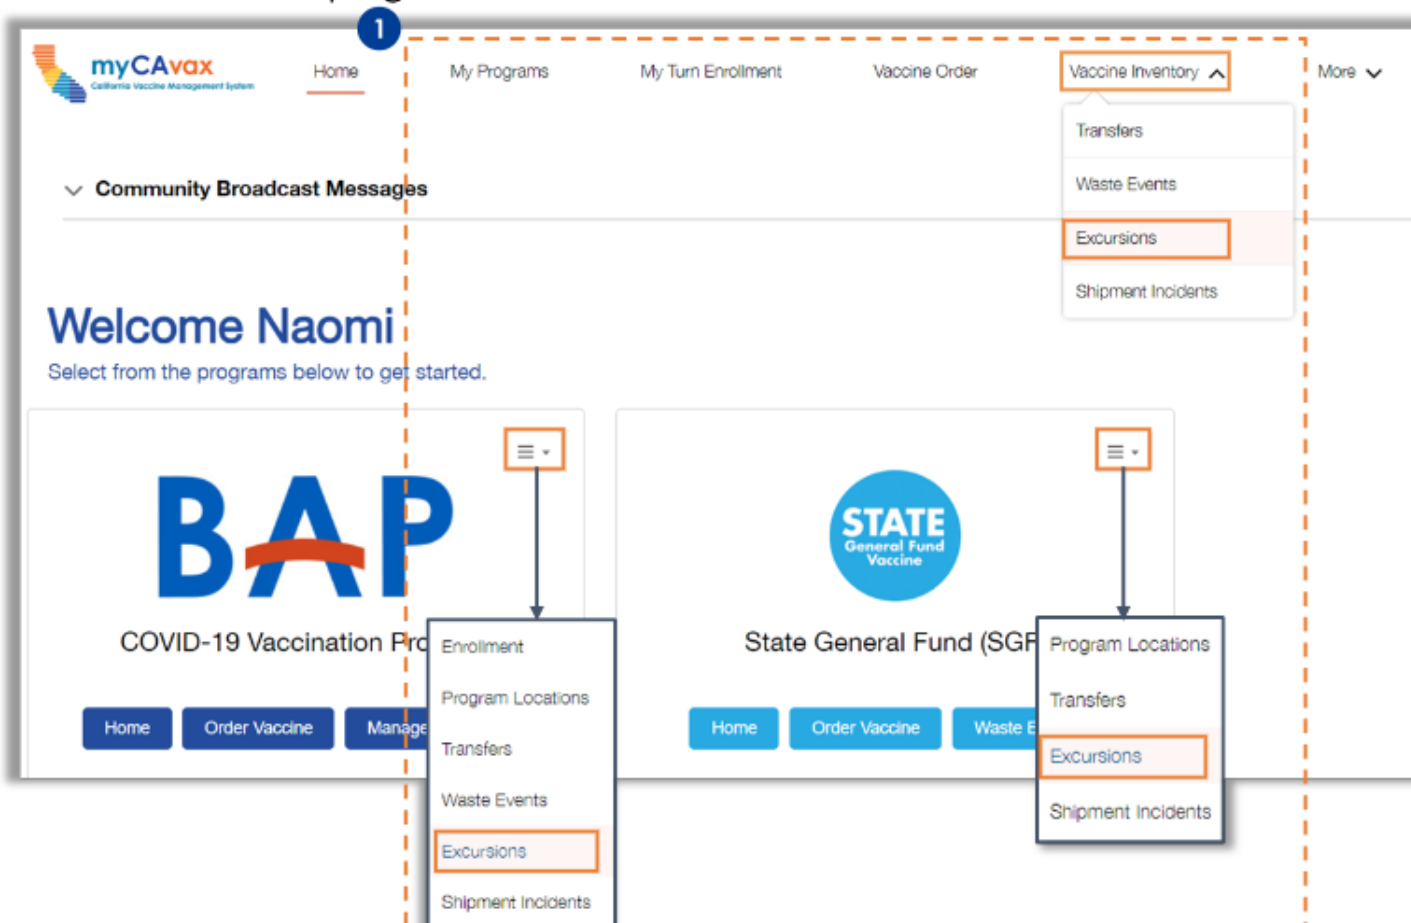 1
myCAvax
California Vaccine Management System
Home
My Programs
My Turn Enrollment
Vaccine Order
Vaccine Inventory
More
Transfers
Waste Events
Excursions
Shipment Incidents
Community Broadcast Messages
Welcome Naomi
Select from the programs below to get started.
BAP
COVID-19 Vaccination
Home
Order Vaccine
Manage
Enrollment
Program Locations
Transfers
Waste Events
Excursions
Shipment Incidents
STATE
General Fund
Vaccine
State General Fund (SGF
Home
Order Vaccine
Waste
Program Locations
Transfers
Excursions
Shipment Incidents